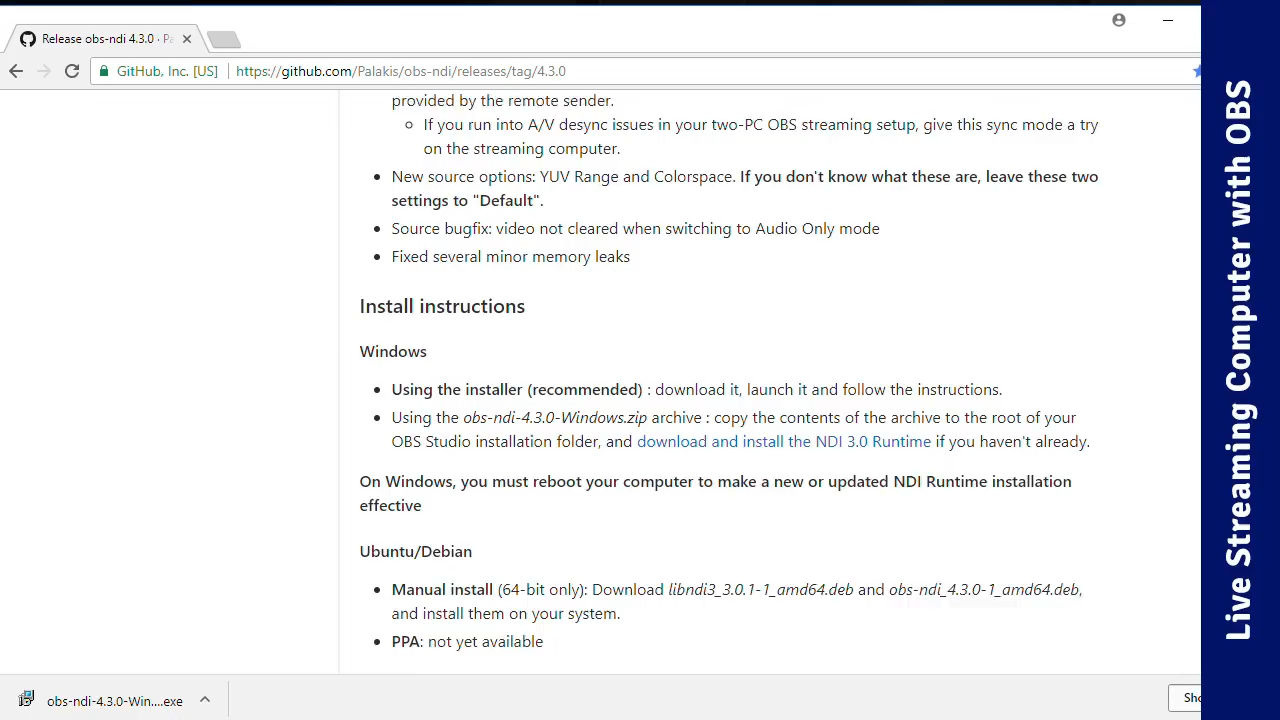 Release obs-ndi 4.3.0 · Pa
GitHub, Inc. [US] https://github.com/Palakis/obs-ndi/releases/tag/4.3.0
provided by the remote sender.
If you run into A/V desync issues in your two-PC OBS streaming setup, give this sync mode a try
on the streaming computer.
New source options: YUV Range and Colorspace. If you don't know what these are, leave these two
settings to "Default".
Source bugfix: video not cleared when switching to Audio Only mode
Fixed several minor memory leaks
Install instructions
Windows
Using the installer (recommended) : download it, launch it and follow the instructions.
Using the obs-ndi-4.3.0-Windows.zip archive : copy the contents of the archive to the root of your
OBS Studio installation folder, and download and install the NDI 3.0 Runtime if you haven't already.
On Windows, you must reboot your computer to make a new or updated NDI Runtime installation
effective
Ubuntu/Debian
Manual install (64-bit only): Download libndi3_3.0.1-1_amd64.deb and obs-ndi_4.3.0-1_amd64.deb,
and install them on your system.
PPA: not yet available
obs-ndi-4.3.0-Win....exe
Sho
Live Streaming Computer with OBS